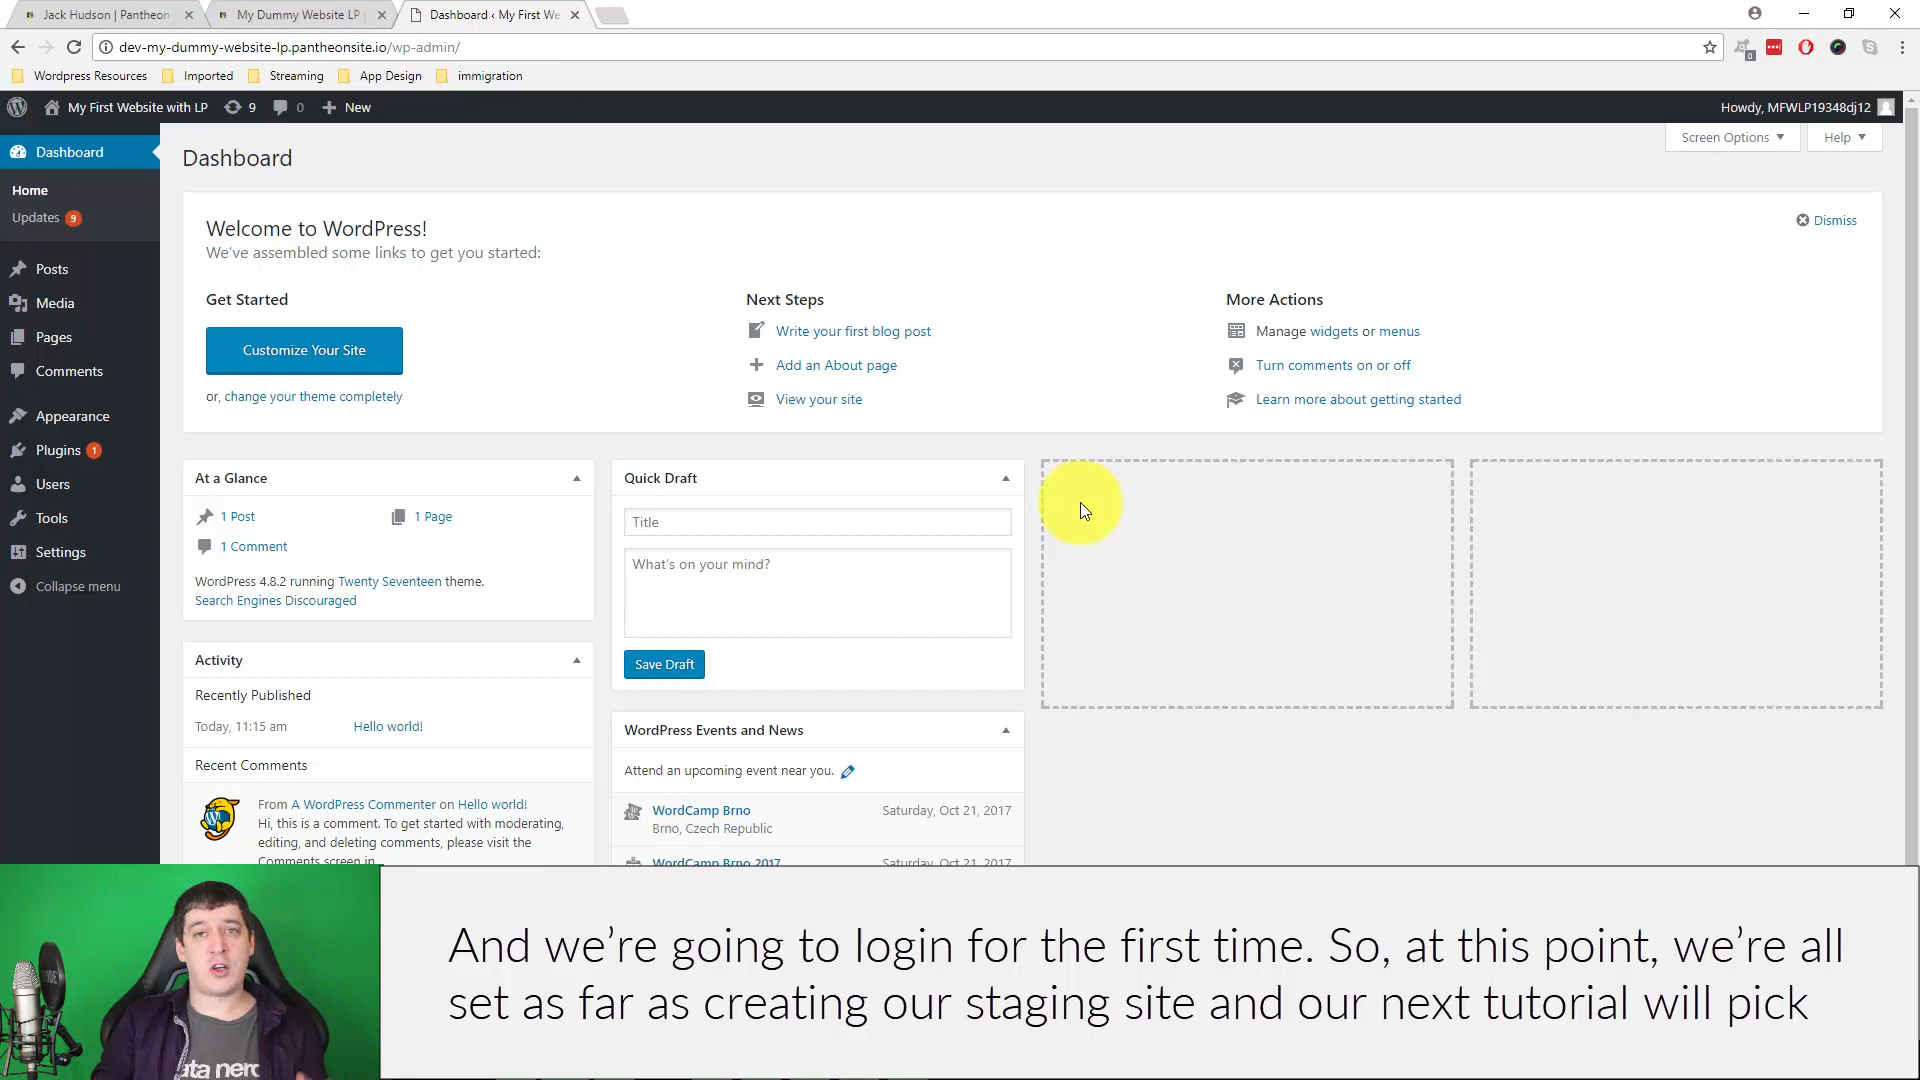 Jack Hudson | Pantheon
My Dummy Website LP |
Dashboard ‹ My First We
dev-my-dummy-website-lp.pantheonsite.io/wp-admin/
0
Wordpress Resources
Imported
Streaming
App Design
immigration
My First Website with LP
9
0
New
Howdy, MFWLP19348dj12
Dashboard
Home
Updates 9
Posts
Media
Pages
Comments
Appearance
Plugins 1
Users
Tools
Settings
Collapse menu
Dashboard
Screen Options
Help
Welcome to WordPress!
We've assembled some links to get you started:
Dismiss
Get Started
Customize Your Site
or, change your theme completely
Next Steps
Write your first blog post
Add an About page
View your site
More Actions
Manage widgets or menus
Turn comments on or off
Learn more about getting started
At a Glance
1 Post
1 Page
1 Comment
WordPress 4.8.2 running Twenty Seventeen theme.
Search Engines Discouraged
Activity
Recently Published
Today, 11:15 am
Hello world!
Recent Comments
From A WordPress Commenter on Hello world!
Hi, this is a comment. To get started with moderating,
editing, and deleting comments, please visit the
Comments screen in
Quick Draft
Title
What's on your mind?
Save Draft
WordPress Events and News
Attend an upcoming event near you.
WordCamp Brno
Saturday, Oct 21, 2017
Brno, Czech Republic
WordCamp Brno 2017
Saturday, Oct 21, 2017
And we're going to login for the first time. So, at this point, we're all
set as far as creating our staging site and our next tutorial will pick